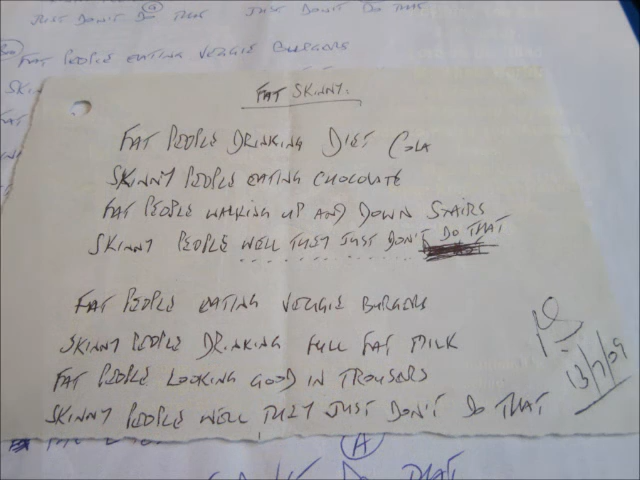 JUST DON'T DO THAT JUST DON'T DO THAT
FAT PEOPLE EATING VEGGIE BURGERS
SKIN
FAT SKINNY.
FAT PEOPLE DRINKING DIET COLA
SKINNY PEOPLE EATING CHOCOLATE
FAT PEOPLE WALKING UP AND DOWN STAIRS
SKINNY PEOPLE WELL THEY JUST DON'T DO THAT
FAT PEOPLE EATING VEGGIE BURGERS
SKINNY PEOPLE DRINKING FULL FAT MILK
FAT PEOPLE LOOKING GOOD IN TROUSERS
SKINNY PEOPLE WELL THEY JUST DON'T DO THAT
13/7/09
A
DO THAT